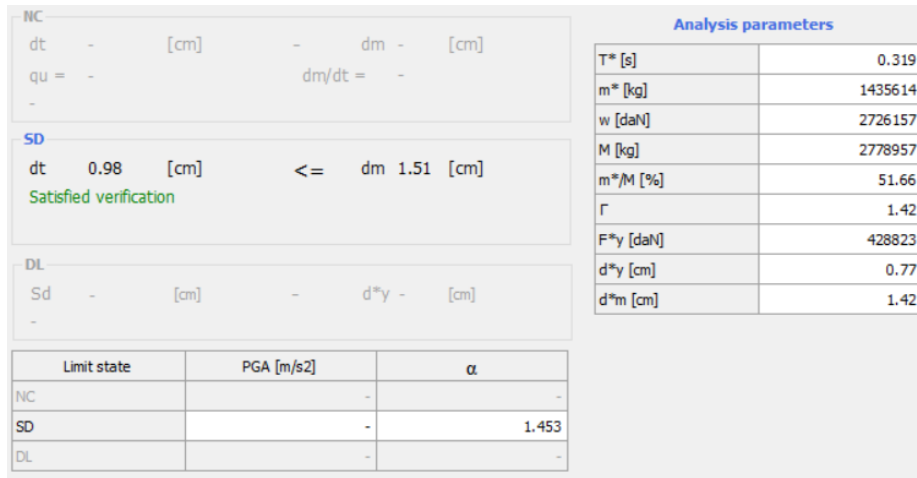 NC
dt - [cm] - dm - [cm]
qu = - dm/dt = -
-
SD
dt 0.98 [cm] <= dm 1.51 [cm]
Satisfied verification
DL
Sd - [cm] - d*y - [cm]
-
Limit state PGA [m/s2] α
NC - -
SD - 1.453
DL - -
Analysis parameters
T* [s] 0.319
m* [kg] 1435614
w [daN] 2726157
M [kg] 2778957
m*/M [%] 51.66
Γ 1.42
F*y [daN] 428823
d*y [cm] 0.77
d*m [cm] 1.42